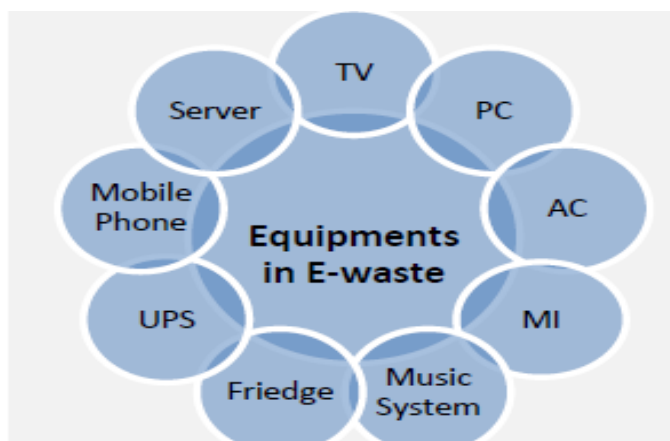 TV
PC
AC
MI
Music
System
Friedge
UPS
Mobile
Phone
Server
Equipments
in E-waste